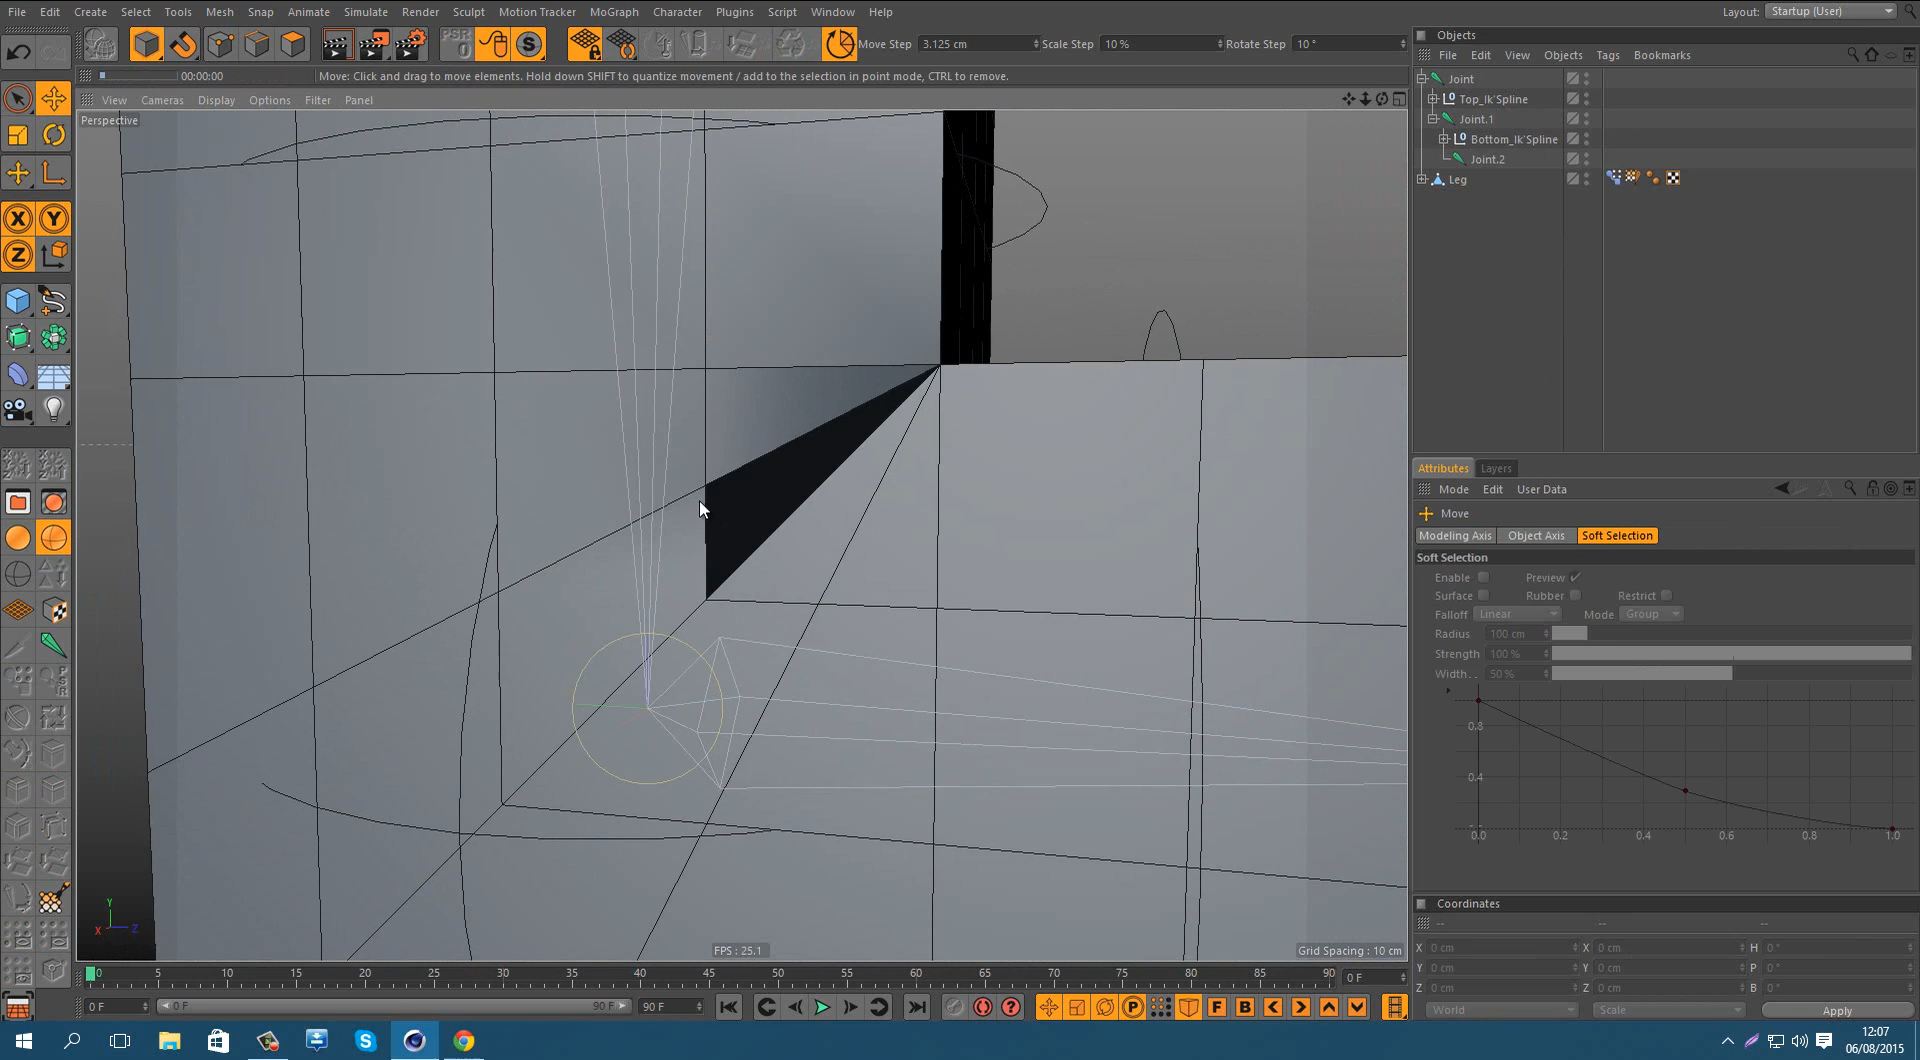 File Edit Create Select Tools Mesh Snap Animate Simulate Render Sculpt Motion Tracker MoGraph Character Plugins Script Window Help
Layout: Startup (User)
PSR
Move Step 3.125 cm Scale Step 10 % Rotate Step 10 °
00:00:00 Move: Click and drag to move elements. Hold down SHIFT to quantize movement / add to the selection in point mode, CTRL to remove.
View Cameras Display Options Filter Panel
Perspective
X Y
Z
FPS : 25.1
Grid Spacing : 10 cm
Y
X Z
0 5 10 15 20 25 30 35 40 45 50 55 60 65 70 75 80 85 90
0 F
0 F 0 F 90 F 90 F
Objects
File Edit View Objects Tags Bookmarks
Joint
Top_Ik˙Spline
Joint.1
Bottom_Ik˙Spline
Joint.2
Leg
Attributes Layers
Mode Edit User Data
Move
Modeling Axis Object Axis Soft Selection
Soft Selection
Enable Preview
Surface Rubber Restrict
Falloff Linear Mode Group
Radius 100 cm
Strength 100 %
Width. . 50 %
0.8
0.4
0.0 0.2 0.4 0.6 0.8 1.0
Coordinates
-- -- --
X 0 cm X 0 cm H 0 °
Y 0 cm Y 0 cm P 0 °
Z 0 cm Z 0 cm B 0 °
World Scale Apply
12:07
06/08/2015